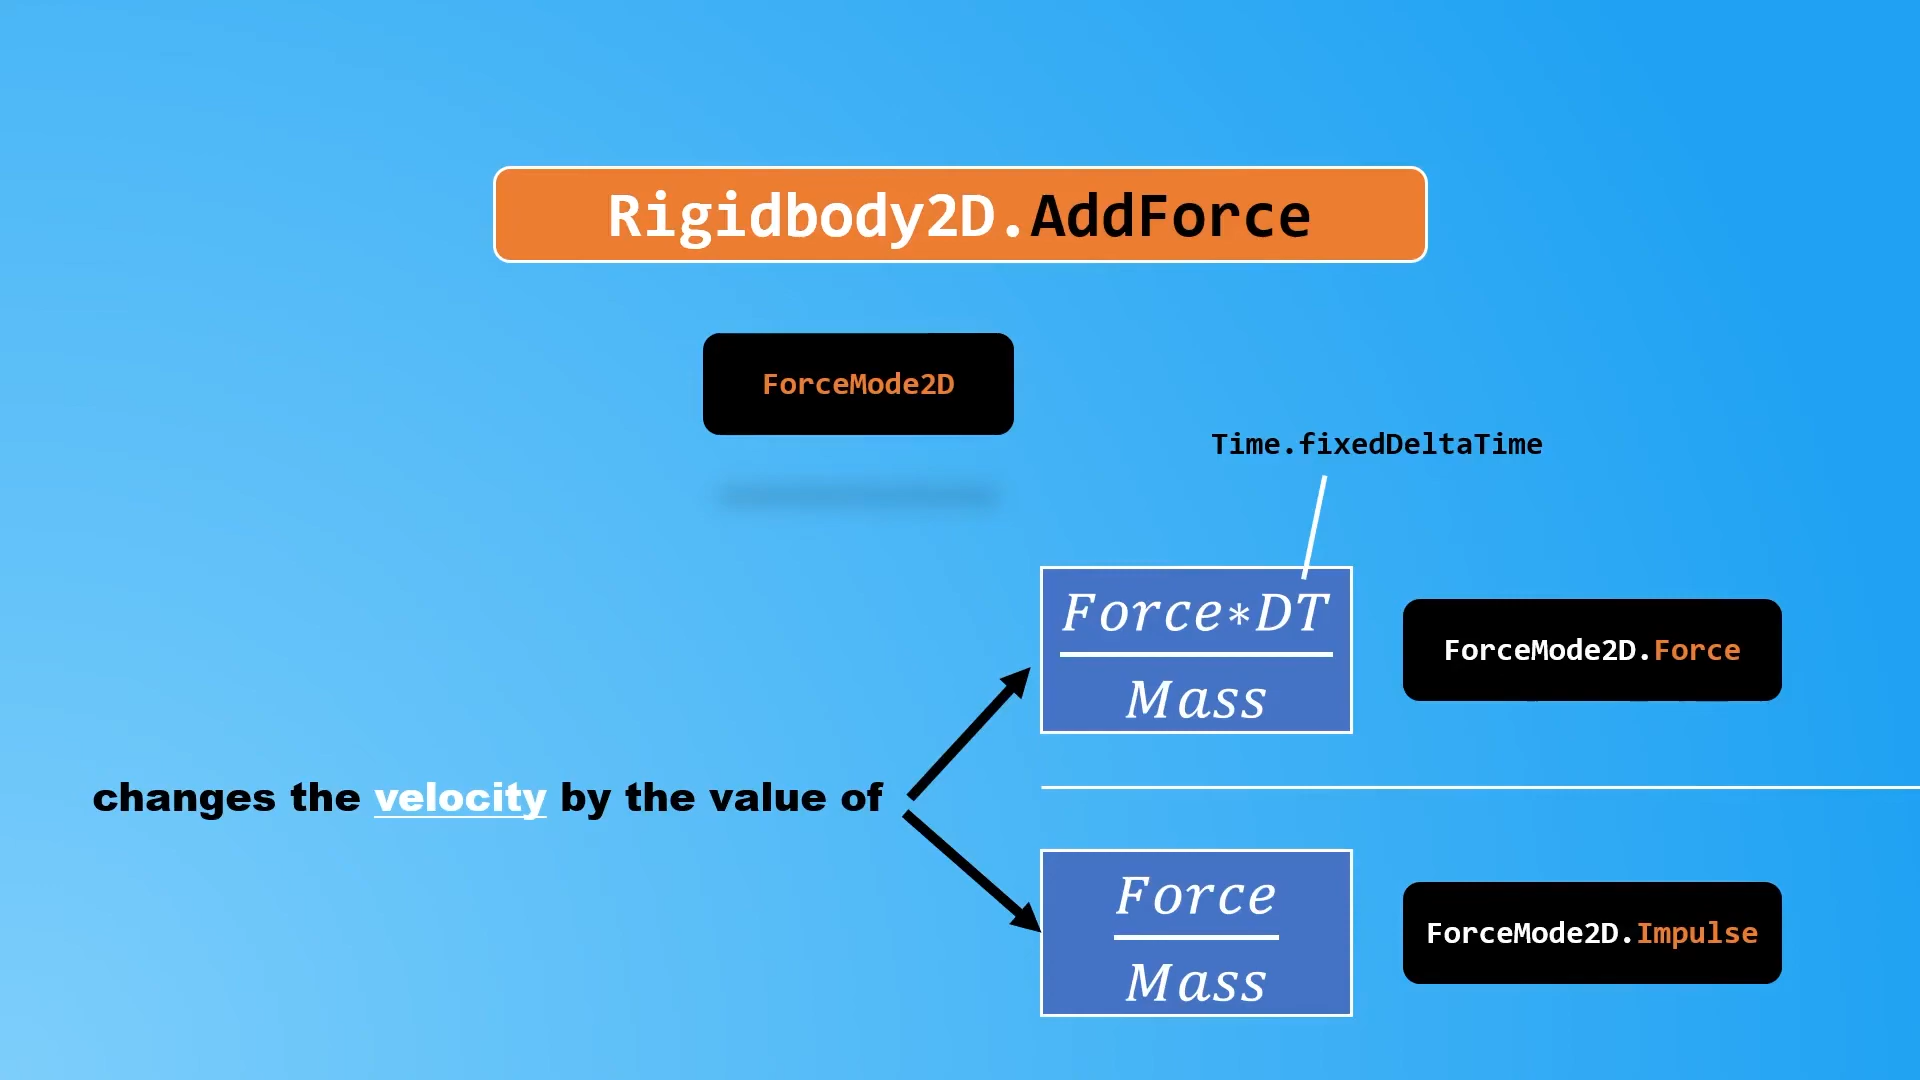 Rigidbody2D.AddForce
ForceMode2D
Time.fixedDeltaTime
Force*DT
Mass
ForceMode2D.Force
changes the velocity by the value of
Force
Mass
ForceMode2D.Impulse